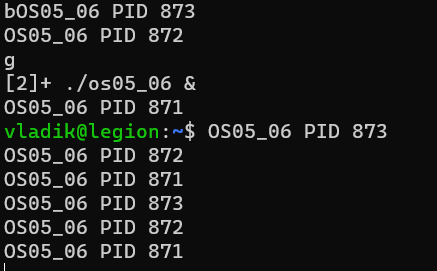 bOS05_06 PID 873
OS05_06 PID 872
g
[2]+ ./os05_06 &
OS05_06 PID 871
vladik@legion:~$ OS05_06 PID 873
OS05_06 PID 872
OS05_06 PID 871
OS05_06 PID 873
OS05_06 PID 872
OS05_06 PID 871